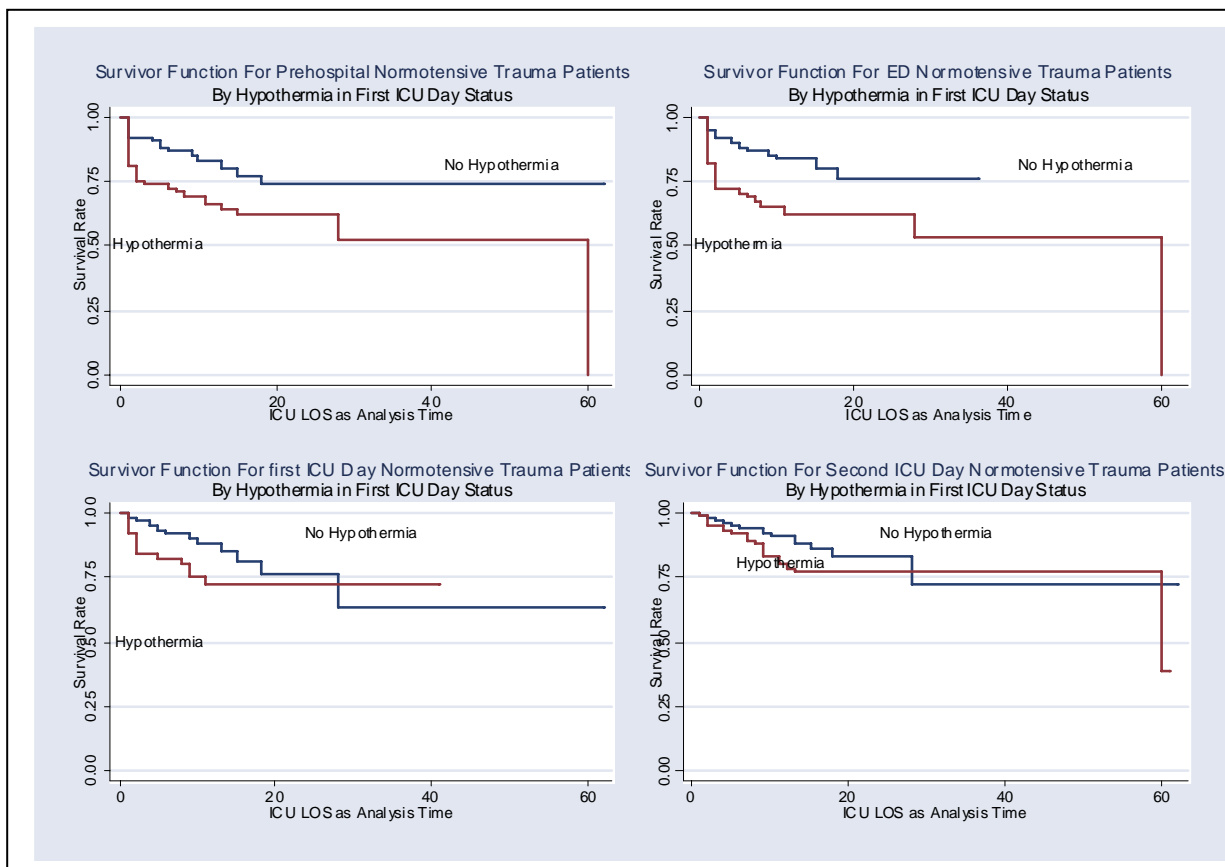 Survivor Function For Prehospital Normotensive Trauma Patients
By Hypothermia in First ICU Day Status
1.00
0.75
0.50
0.25
0.00
Survival Rate
No Hypothermia
Hypothermia
0 20 40 60
ICU LOS as Analysis Time
Survivor Function For ED Normotensive Trauma Patients
By Hypothermia in First ICU Day Status
1.00
0.75
0.50
0.25
0.00
Survival Rate
No Hypothermia
Hypothermia
0 20 40 60
ICU LOS as Analysis Time
Survivor Function For first ICU Day Normotensive Trauma Patients
By Hypothermia in First ICU Day Status
1.00
0.75
0.50
0.25
0.00
Survival Rate
No Hypothermia
Hypothermia
0 20 40 60
ICU LOS as Analysis Time
Survivor Function For Second ICU Day Normotensive Trauma Patients
By Hypothermia in First ICU Day Status
1.00
0.75
0.50
0.25
0.00
Survival Rate
No Hypothermia
Hypothermia
0 20 40 60
ICU LOS as Analysis Time